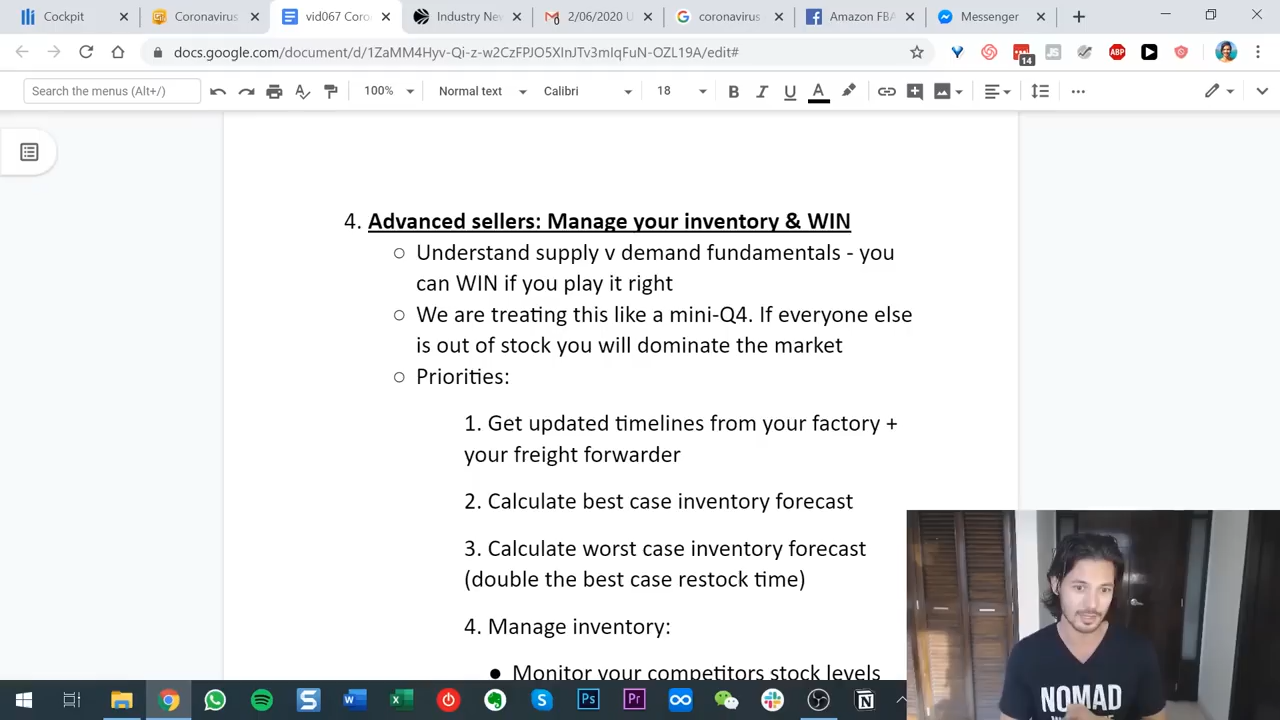 Cockpit
Coronavirus
vid067 Coro
Industry Nev
2/06/2020 U
coronavirus
Amazon FBA
Messenger
docs.google.com/document/d/1ZaMM4Hyv-Qi-z-w2CzFPJO5XInJTv3mIqFuN-OZL19A/edit#
14
JS
ABP
Search the menus (Alt+/)
100%
Normal text
Calibri
18
B I U A
4. Advanced sellers: Manage your inventory & WIN
○ Understand supply v demand fundamentals - you
can WIN if you play it right
○ We are treating this like a mini-Q4. If everyone else
is out of stock you will dominate the market
○ Priorities:
1. Get updated timelines from your factory +
your freight forwarder
2. Calculate best case inventory forecast
3. Calculate worst case inventory forecast
(double the best case restock time)
4. Manage inventory:
● Monitor your competitors stock levels
NOMAD